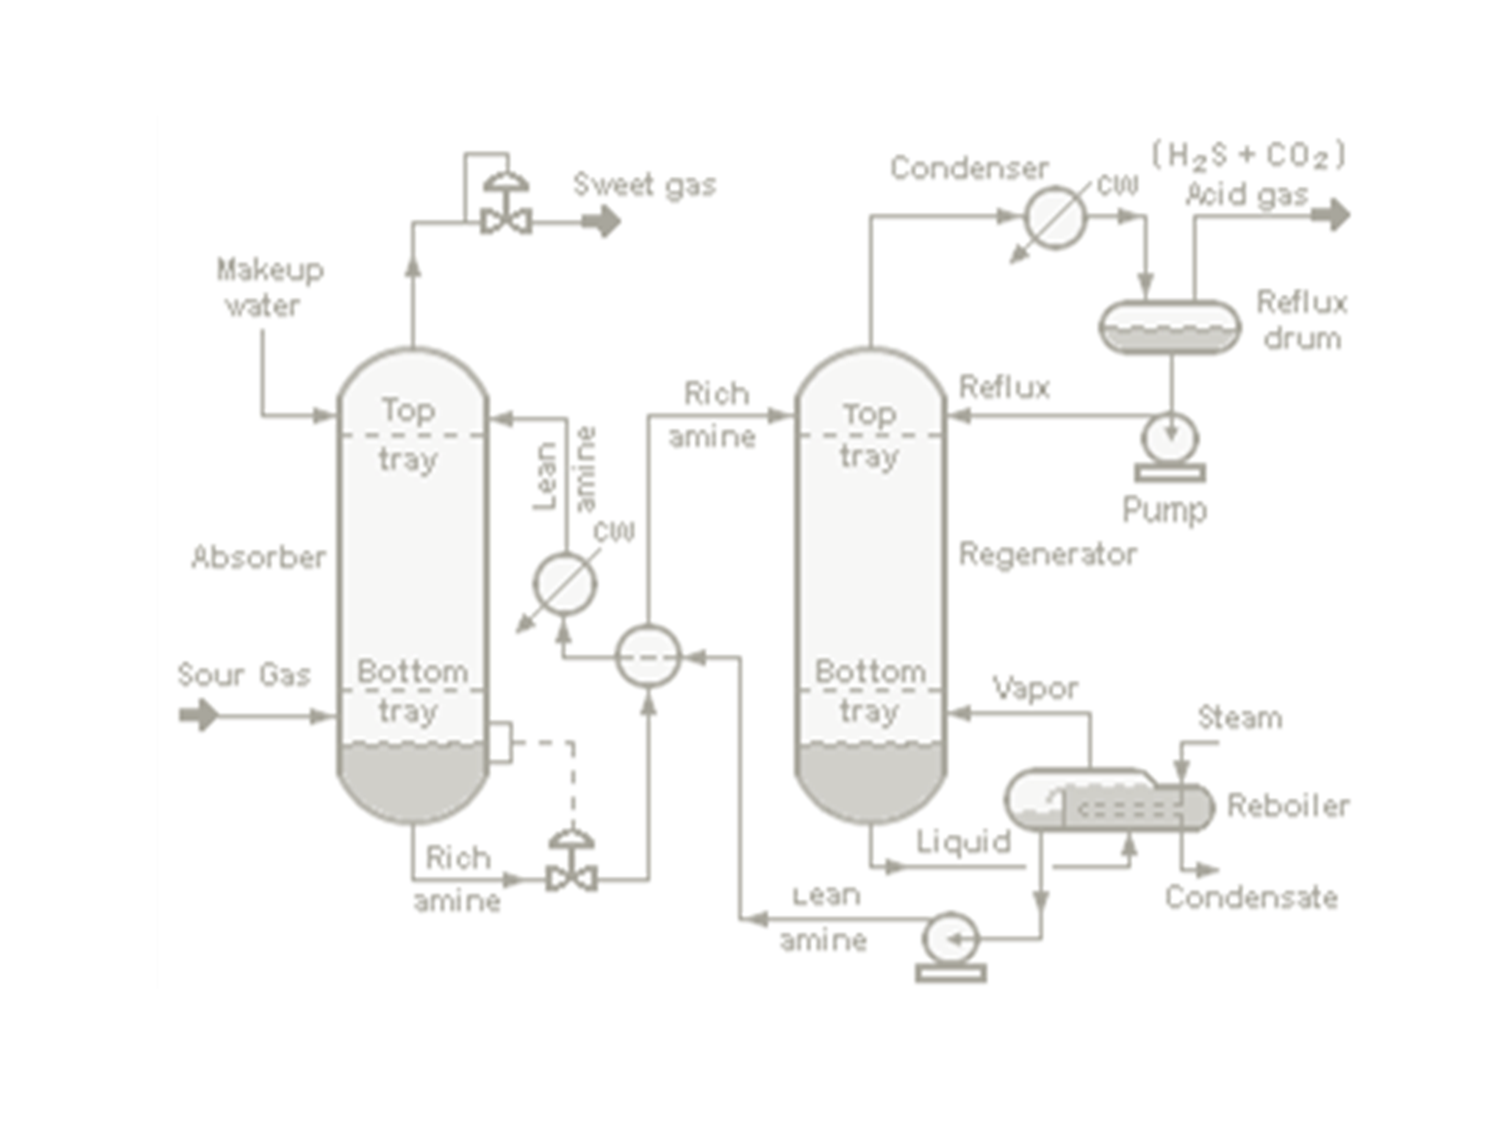 (H₂S + CO₂)
Condenser
CW
Acid gas
Sweet gas
Makeup
water
Reflux
drum
Top
tray
Lean
amine
Rich
amine
Top
tray
Reflux
Pump
CW
Absorber
Regenerator
Sour Gas
Bottom
tray
Bottom
tray
Vapor
Steam
Reboiler
Rich
amine
Liquid
Lean
amine
Condensate